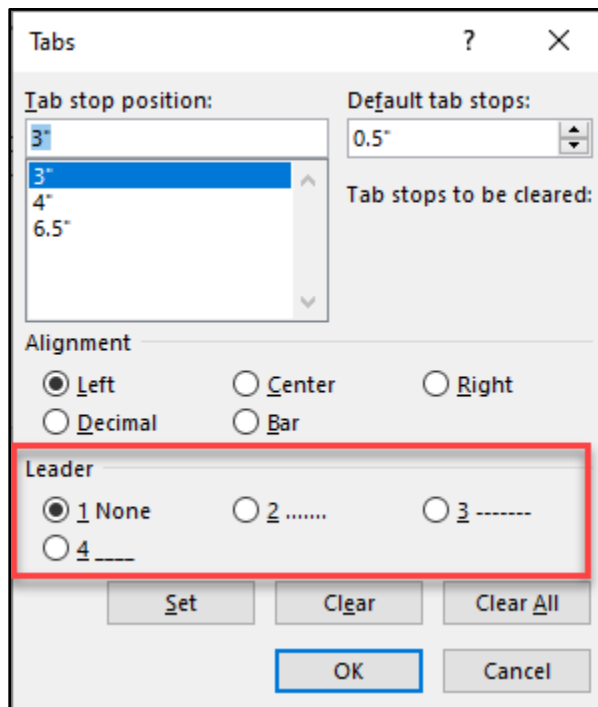 Tabs ?
Tab stop position: Default tab stops:
3" 0.5"
3" Tab stops to be cleared:
4"
6.5"
Alignment
Left Center Right
Decimal Bar
Leader
1 None 2 ....... 3 -------
4 ____
Set Clear Clear All
OK Cancel